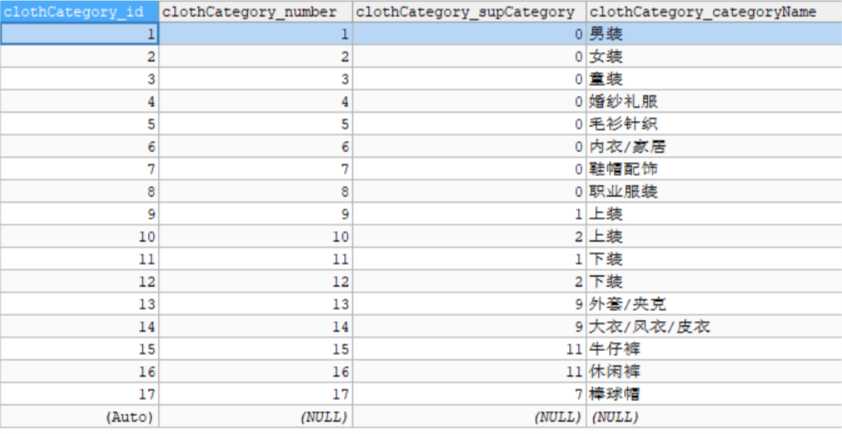 clothCategory_id clothCategory_number clothCategory_supCategory clothCategory_categoryName
1 1 0 男装
2 2 0 女装
3 3 0 童装
4 4 0 婚纱礼服
5 5 0 毛衫针织
6 6 0 内衣/家居
7 7 0 鞋帽配饰
8 8 0 职业服装
9 9 1 上装
10 10 2 上装
11 11 1 下装
12 12 2 下装
13 13 9 外套/夹克
14 14 9 大衣/风衣/皮衣
15 15 11 牛仔裤
16 16 11 休闲裤
17 17 7 棒球帽
(Auto) (NULL) (NULL) (NULL)